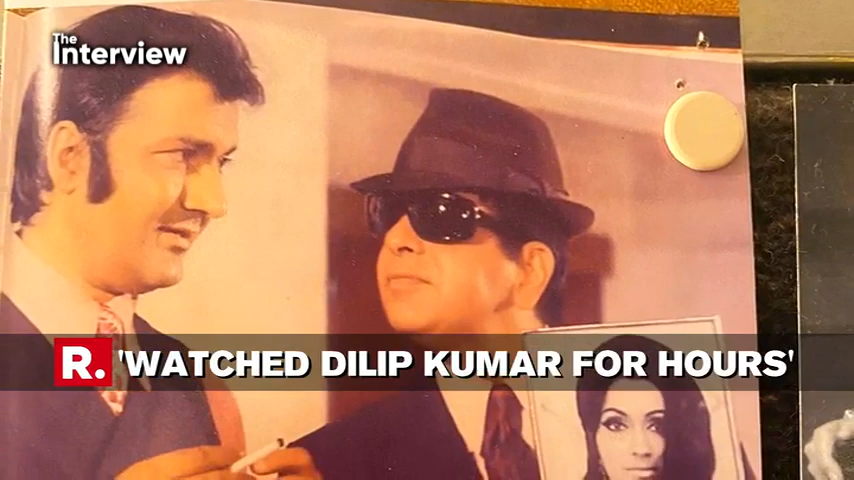 The
Interview
R. 'WATCHED DILIP KUMAR FOR HOURS'